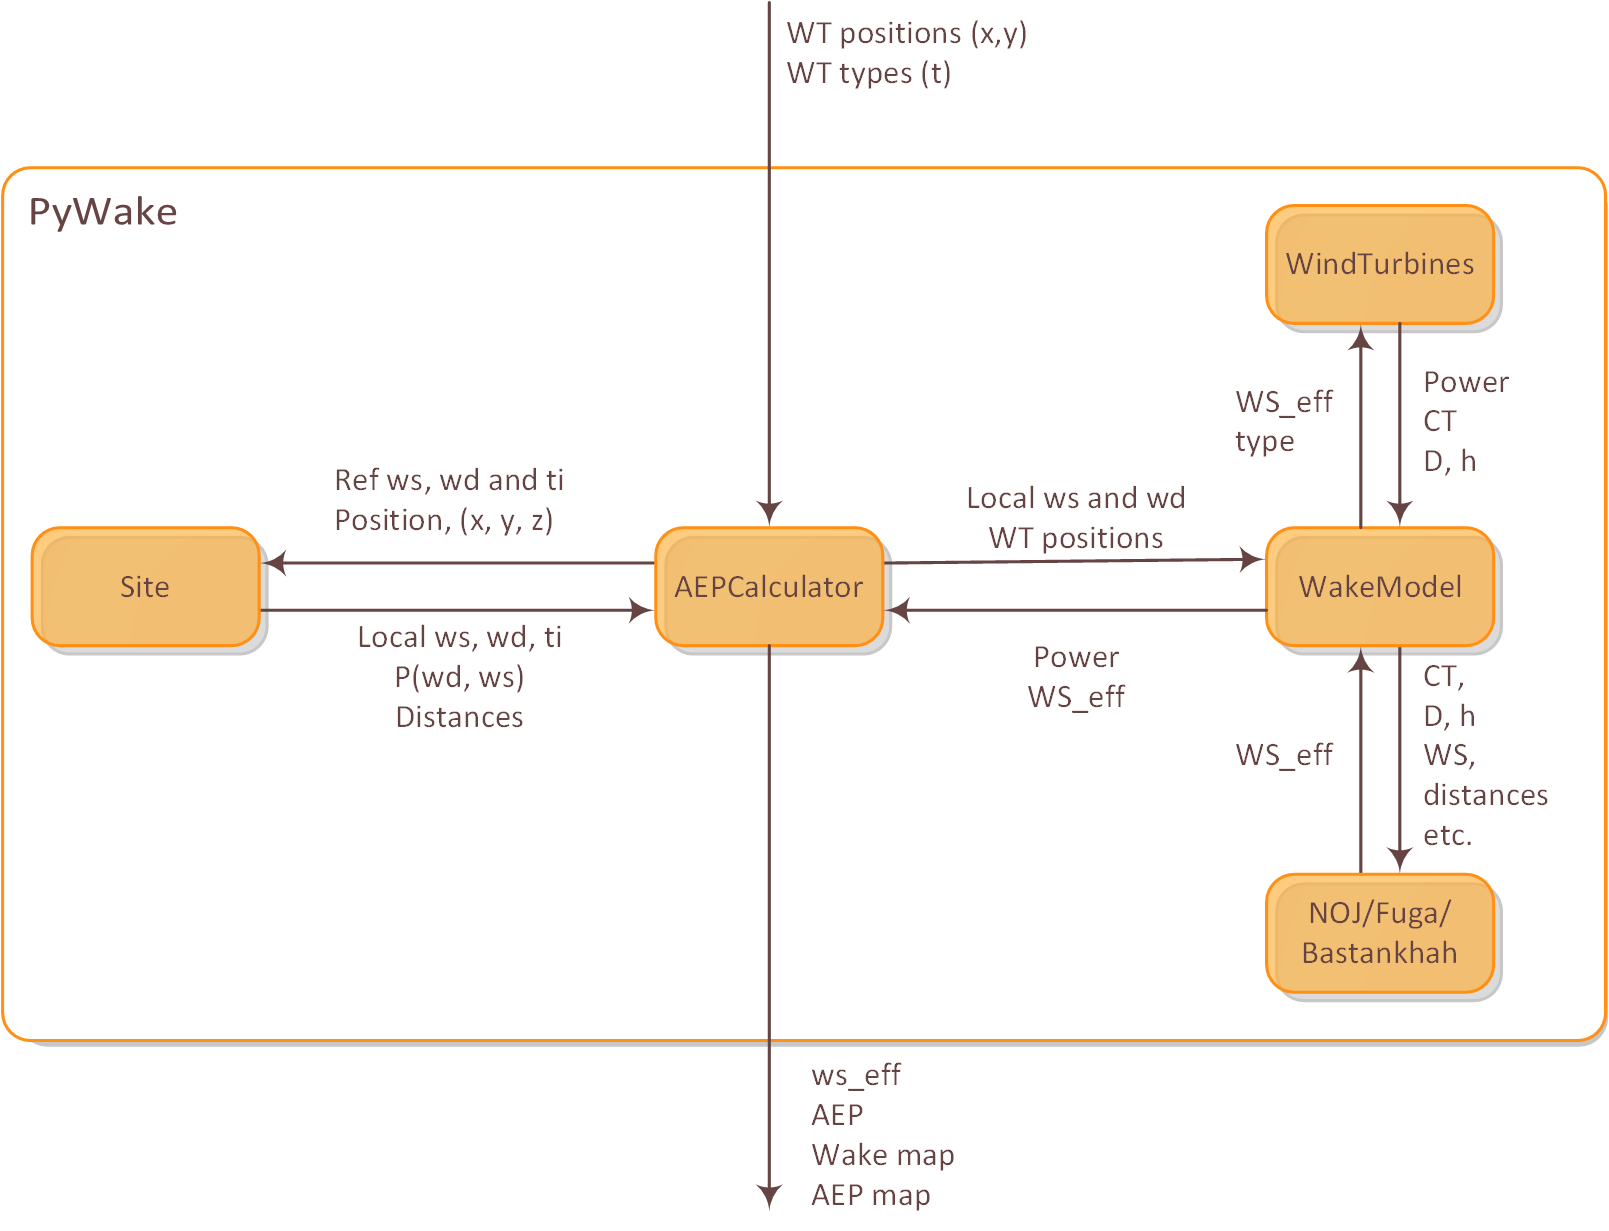 WT positions (x,y)
WT types (t)
PyWake
WindTurbines
WS_eff
type
Power
CT
D, h
Ref ws, wd and ti
Position, (x, y, z)
Local ws and wd
WT positions
Site
AEPCalculator
WakeModel
Local ws, wd, ti
P(wd, ws)
Distances
Power
WS_eff
WS_eff
CT,
D, h
WS,
distances
etc.
NOJ/Fuga/
Bastankhah
ws_eff
AEP
Wake map
AEP map